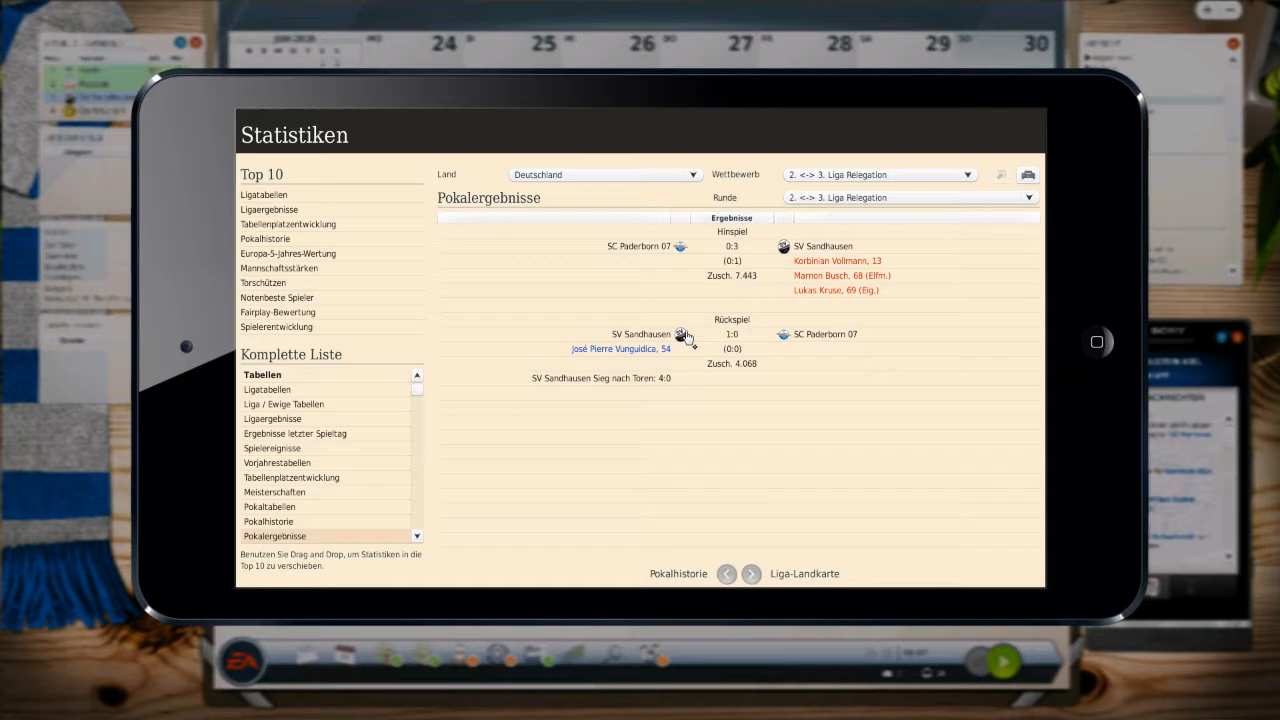 24
25
26
27
28
29
30
Statistiken
Top 10
Ligatabellen
Ligaergebnisse
Tabellenplatzentwicklung
Pokalhistorie
Europa-5-Jahres-Wertung
Mannschaftsstärken
Torschützen
Notenbeste Spieler
Fairplay-Bewertung
Spielerentwicklung
Komplette Liste
Tabellen
Ligatabellen
Liga / Ewige Tabellen
Ligaergebnisse
Ergebnisse letzter Spieltag
Spielereignisse
Vorjahrestabellen
Tabellenplatzentwicklung
Meisterschaften
Pokaltabellen
Pokalhistorie
Pokalergebnisse
Benutzen Sie Drag and Drop, um Statistiken in die
Top 10 zu verschieben.
Land Deutschland Wettbewerb 2. <-> 3. Liga Relegation
Pokalergebnisse Runde 2. <-> 3. Liga Relegation
Ergebnisse
Hinspiel
SC Paderborn 07 0:3 SV Sandhausen
(0:1) Korbinian Vollmann, 13
Zusch. 7.443 Marnon Busch, 68 (Elfm.)
Lukas Kruse, 69 (Eig.)
Rückspiel
SV Sandhausen 1:0 SC Paderborn 07
José Pierre Vunguidica, 54 (0:0)
Zusch. 4.068
SV Sandhausen Sieg nach Toren: 4:0
Pokalhistorie Liga-Landkarte
EA